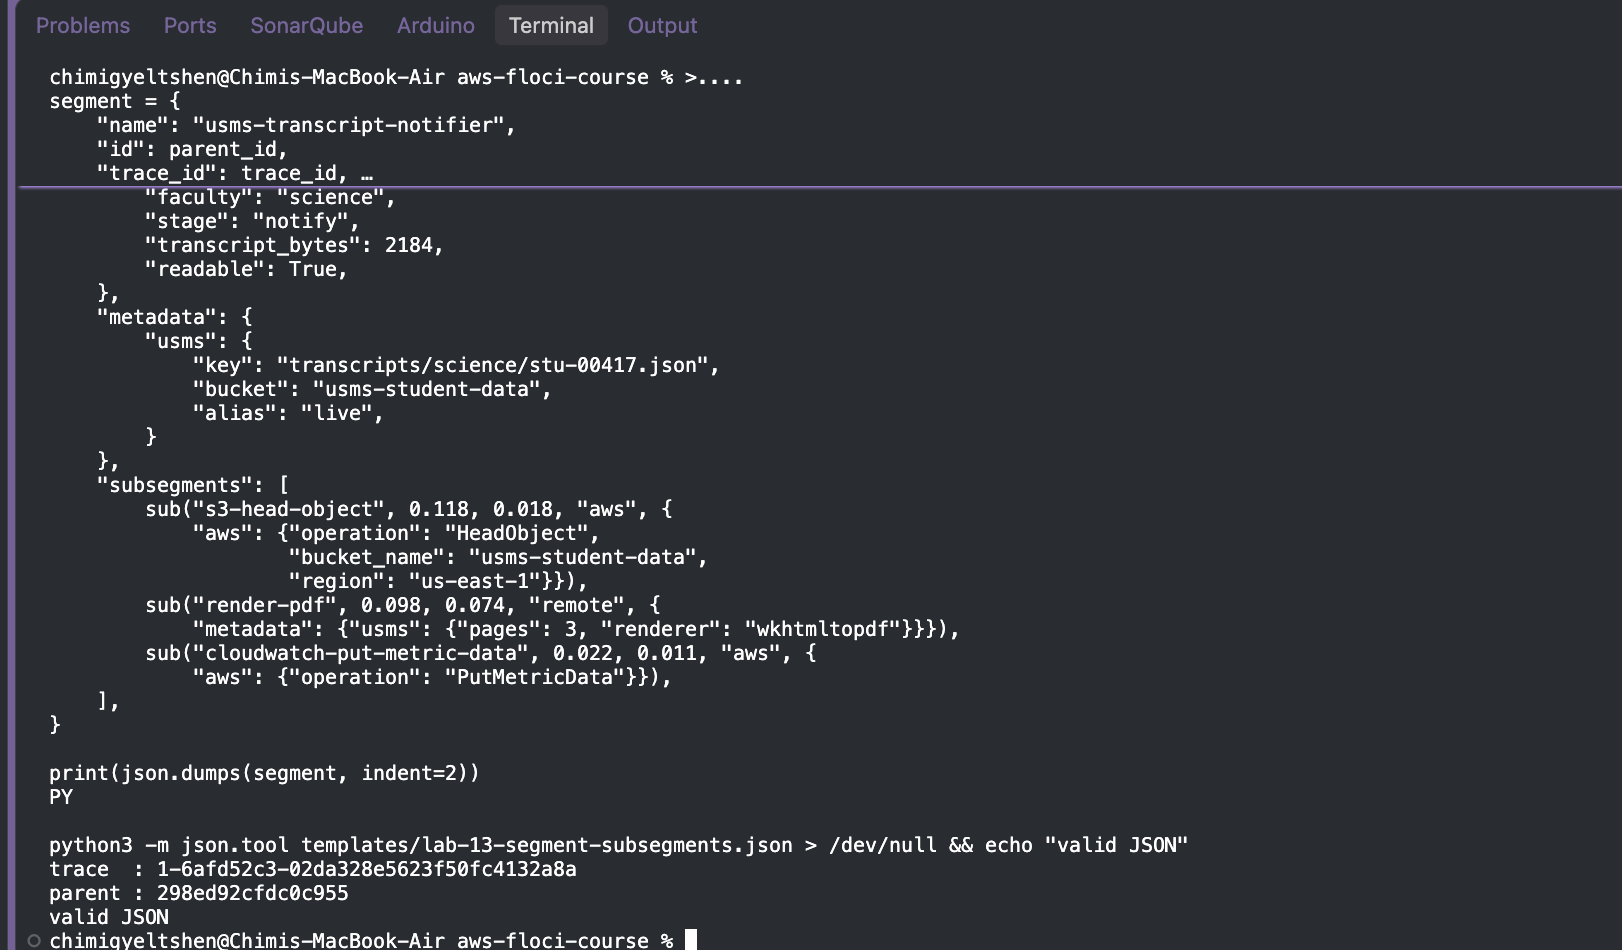 Problems Ports SonarQube Arduino Terminal Output
chimigyeltshen@Chimis-MacBook-Air aws-floci-course % >....
segment = {
    "name": "usms-transcript-notifier",
    "id": parent_id,
    "trace_id": trace_id, …
        "faculty": "science",
        "stage": "notify",
        "transcript_bytes": 2184,
        "readable": True,
    },
    "metadata": {
        "usms": {
            "key": "transcripts/science/stu-00417.json",
            "bucket": "usms-student-data",
            "alias": "live",
        }
    },
    "subsegments": [
        sub("s3-head-object", 0.118, 0.018, "aws", {
            "aws": {"operation": "HeadObject",
                    "bucket_name": "usms-student-data",
                    "region": "us-east-1"}}),
        sub("render-pdf", 0.098, 0.074, "remote", {
            "metadata": {"usms": {"pages": 3, "renderer": "wkhtmltopdf"}}}),
        sub("cloudwatch-put-metric-data", 0.022, 0.011, "aws", {
            "aws": {"operation": "PutMetricData"}}),
    ],
}

print(json.dumps(segment, indent=2))
PY

python3 -m json.tool templates/lab-13-segment-subsegments.json > /dev/null && echo "valid JSON"
trace  : 1-6afd52c3-02da328e5623f50fc4132a8a
parent : 298ed92cfdc0c955
valid JSON
chimigyeltshen@Chimis-MacBook-Air aws-floci-course %